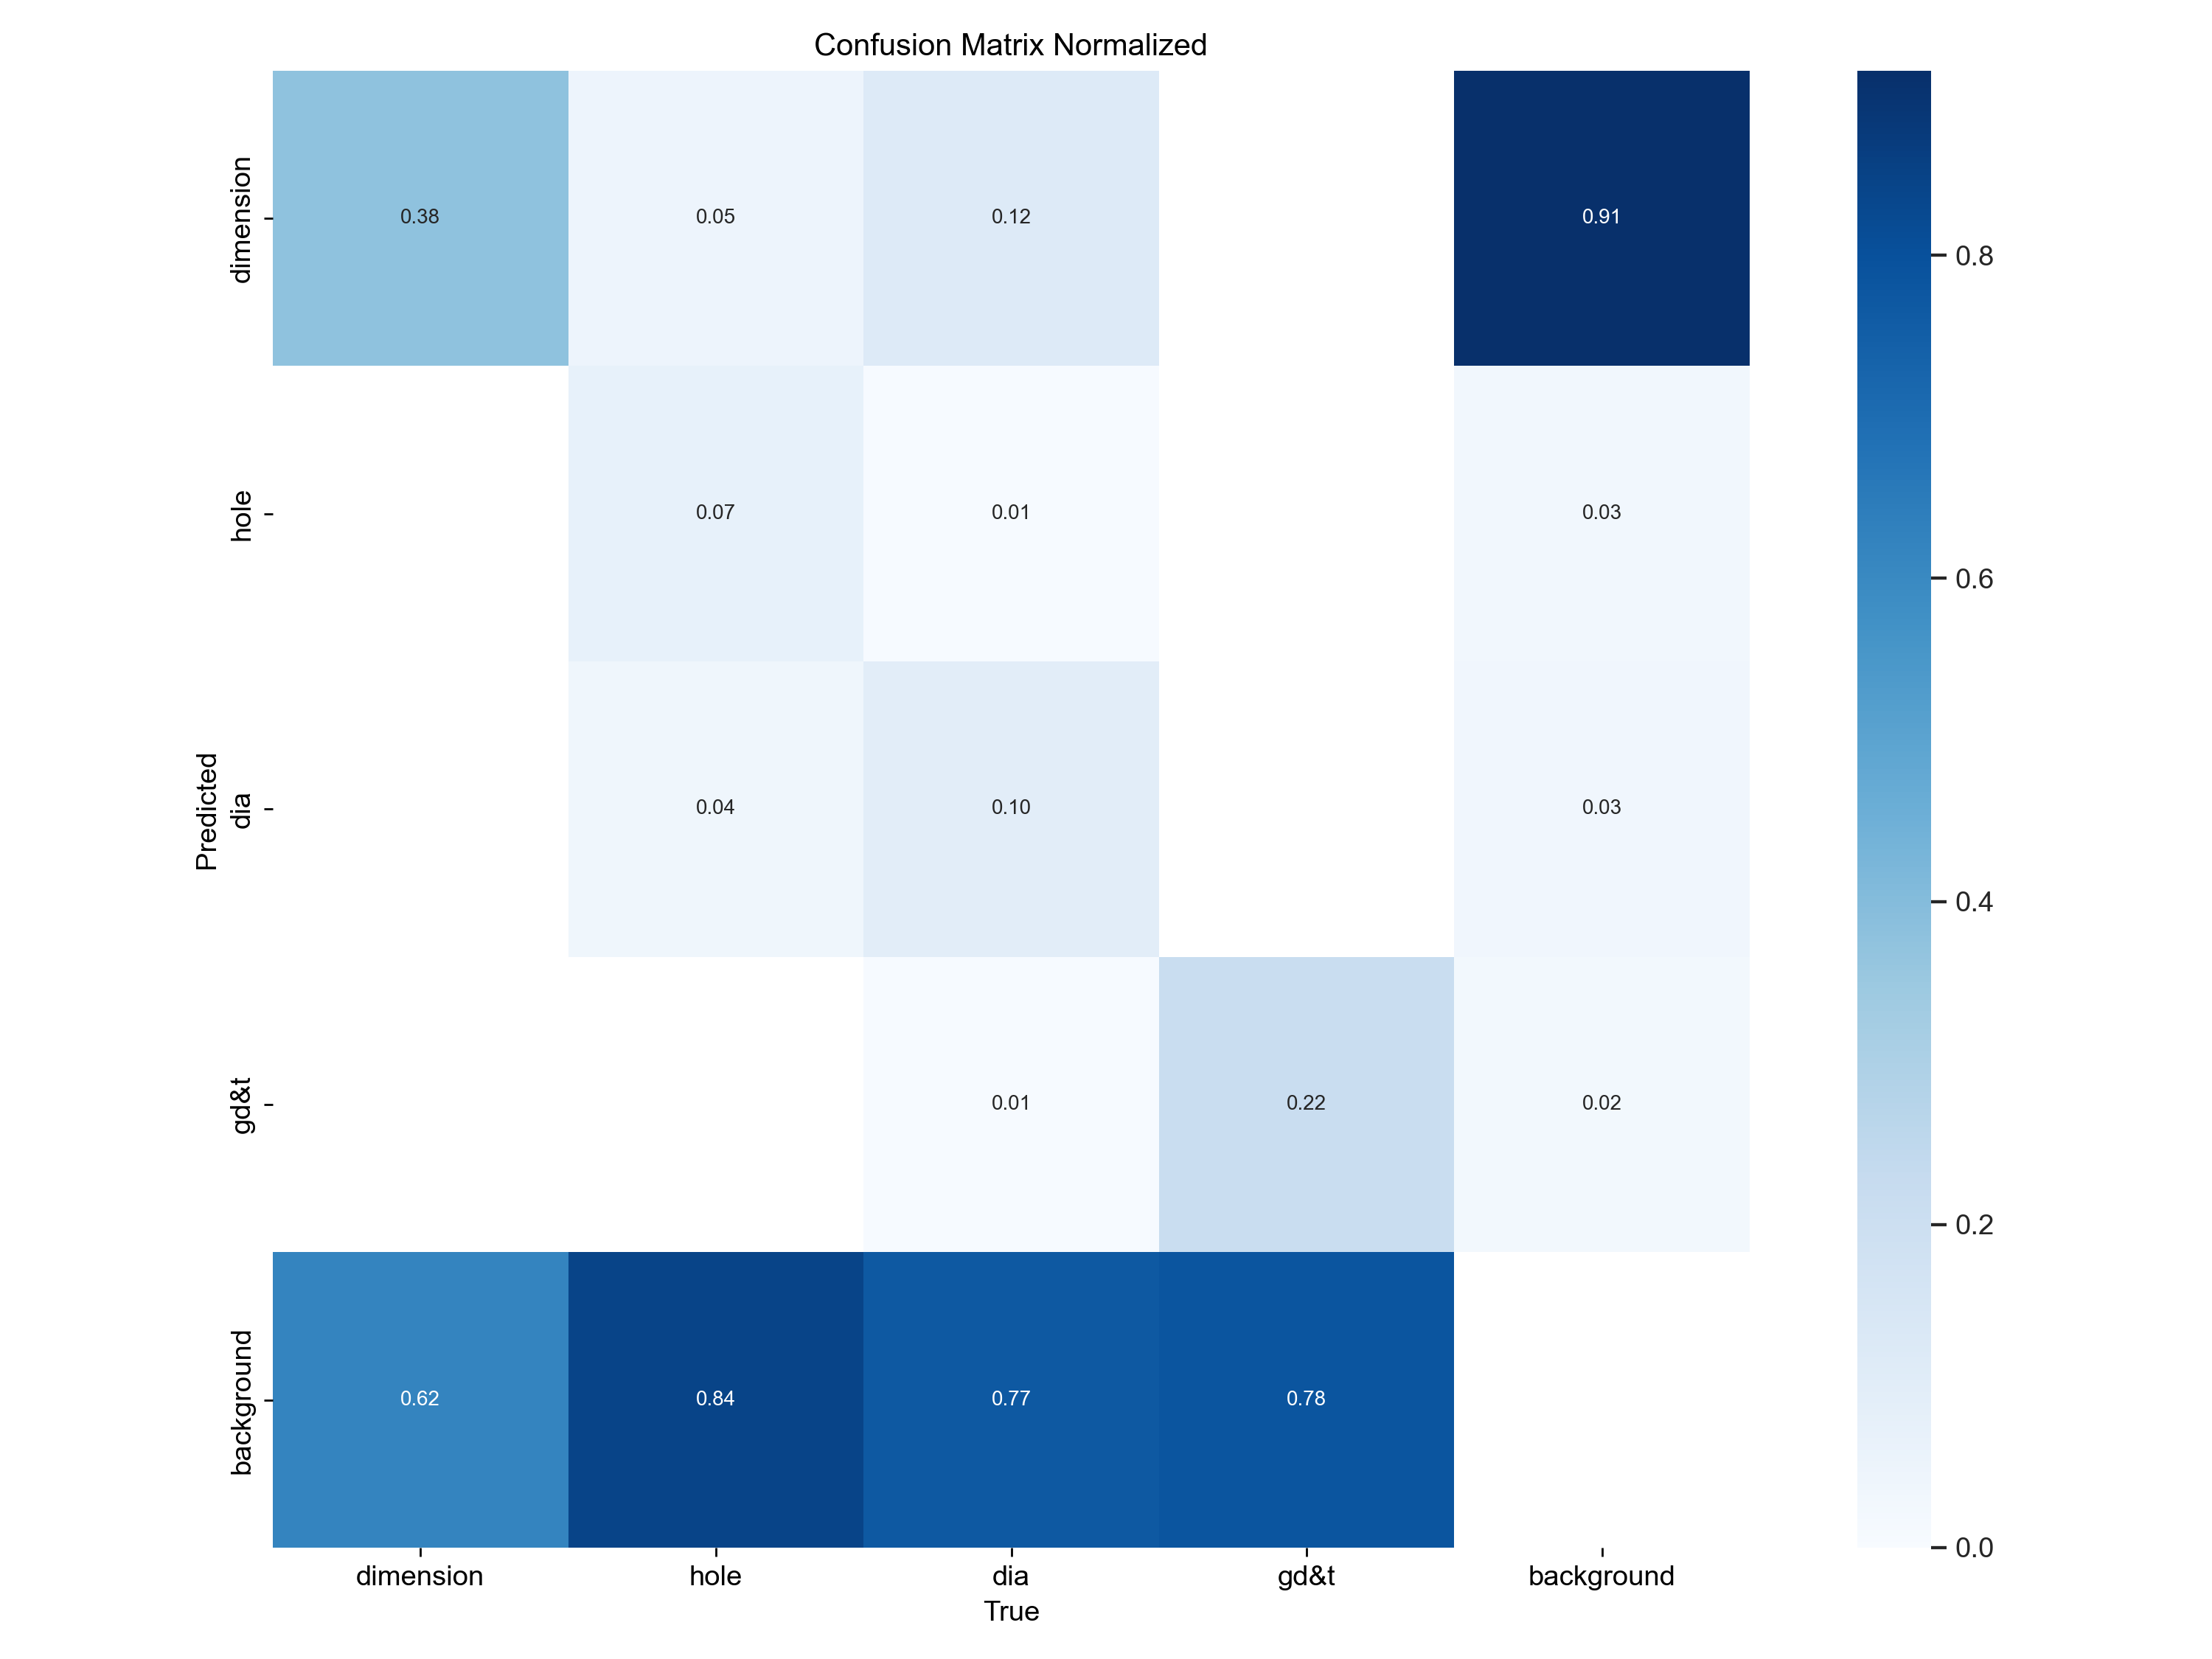 Confusion Matrix Normalized
dimension
0.38
0.05
0.12
0.91
0.8
hole
0.07
0.01
0.03
0.6
Predicted
dia
0.04
0.10
0.03
0.4
gd&t
0.01
0.22
0.02
0.2
background
0.62
0.84
0.77
0.78
0.0
dimension
hole
dia
gd&t
background
True